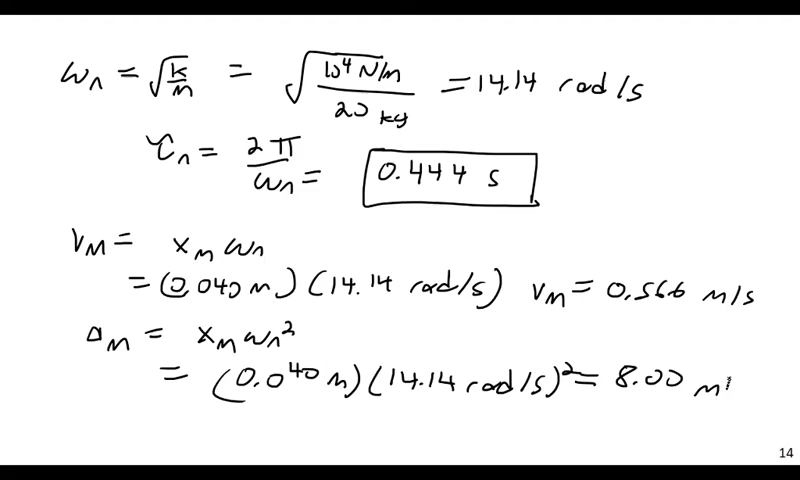 ωn = √k/m = √10⁴ N/m / 20 kg = 14.14 rad/s
τn = 2π / ωn = 0.444 s
vM = xM ωn
= (0.040 m)(14.14 rad/s) vM = 0.566 m/s
aM = xM ωn²
= (0.040 m)(14.14 rad/s)² = 8.00 m/
14